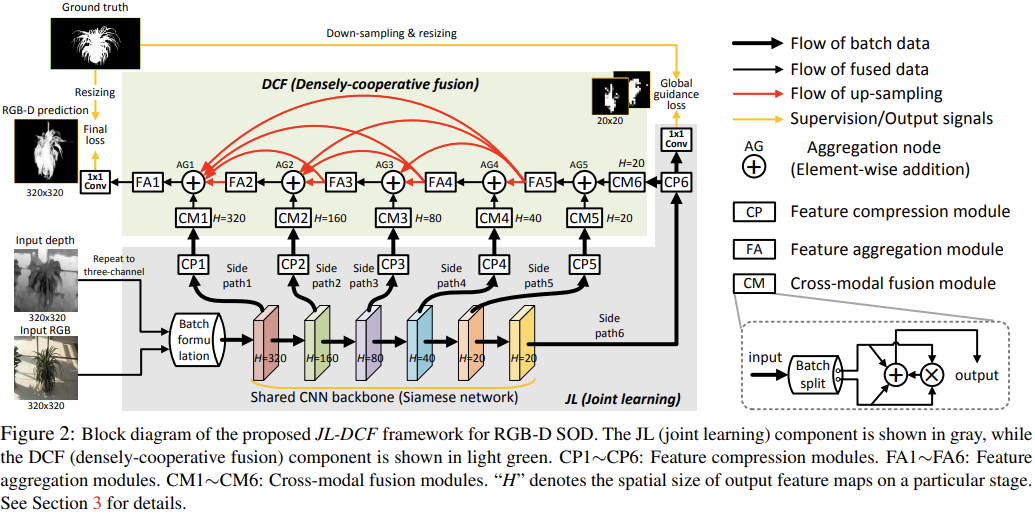 Ground truth
Down-sampling & resizing
Resizing
RGB-D prediction
Final
loss
320x320
1x1
Conv
DCF (Densely-cooperative fusion)
20x20
Global
guidance
loss
1x1
Conv
AG1
AG2
AG3
AG4
AG5
H=20
FA1
FA2
FA3
FA4
FA5
CM6
CP6
CM1
H=320
CM2
H=160
CM3
H=80
CM4
H=40
CM5
H=20
Input depth
320x320
Repeat to
three-channel
CP1
Side
path1
CP2
Side
path2
CP3
Side
path3
CP4
Side
path4
CP5
Side
path5
Side
path6
Input RGB
320x320
Batch
formu
lation
H=320
H=160
H=80
H=40
H=20
H=20
Shared CNN backbone (Siamese network)
JL (Joint learning)
Flow of batch data
Flow of fused data
Flow of up-sampling
Supervision/Output signals
AG
Aggregation node
(Element-wise addition)
CP
Feature compression module
FA
Feature aggregation module
CM
Cross-modal fusion module
input
Batch
split
output
Figure 2: Block diagram of the proposed JL-DCF framework for RGB-D SOD. The JL (joint learning) component is shown in gray, while
the DCF (densely-cooperative fusion) component is shown in light green. CP1∼CP6: Feature compression modules. FA1∼FA6: Feature
aggregation modules. CM1∼CM6: Cross-modal fusion modules. “H” denotes the spatial size of output feature maps on a particular stage.
See Section 3 for details.